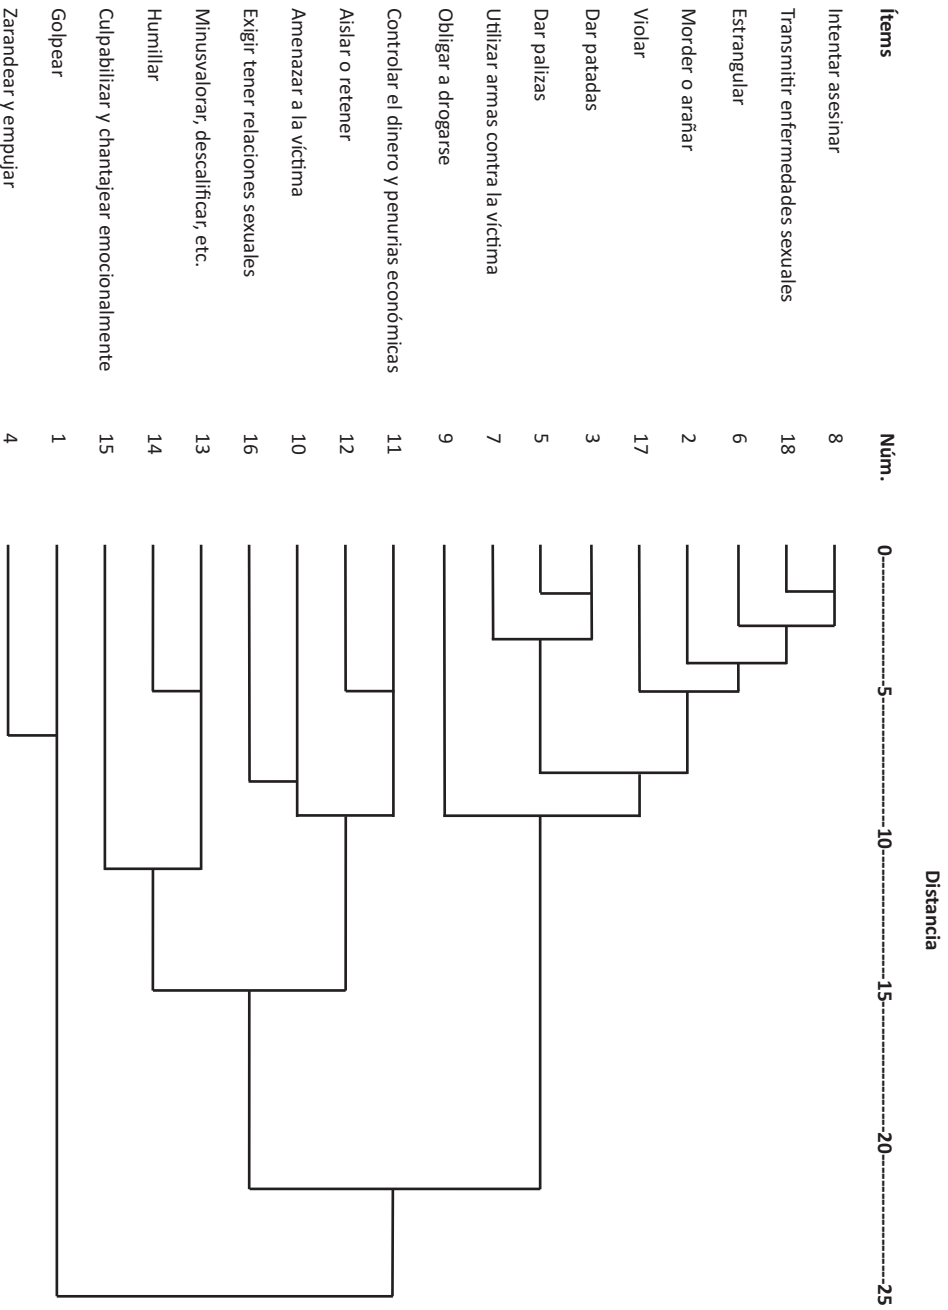 Distancia
Ítems Núm. 0 5 10 15 20 25
Intentar asesinar 8
Transmitir enfermedades sexuales 18
Estrangular 6
Morder o arañar 2
Violar 17
Dar patadas 3
Dar palizas 5
Utilizar armas contra la víctima 7
Obligar a drogarse 9
Controlar el dinero y penurias económicas 11
Aislar o retener 12
Amenazar a la víctima 10
Exigir tener relaciones sexuales 16
Minusvalorar, descalificar, etc. 13
Humillar 14
Culpabilizar y chantajear emocionalmente 15
Golpear 1
Zarandear y empujar 4